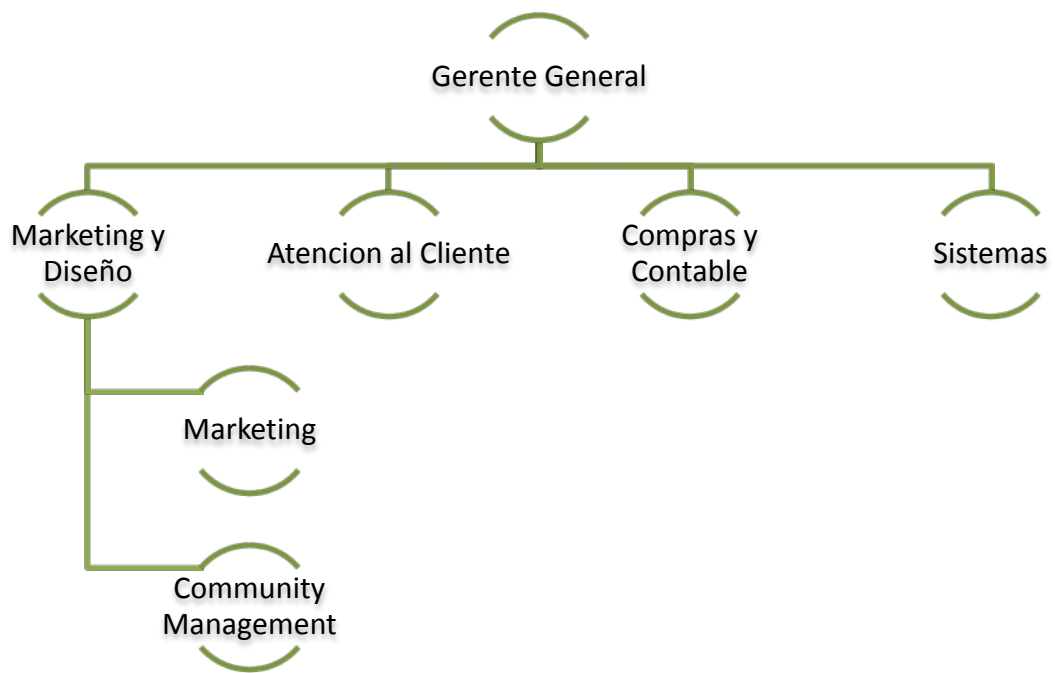 Gerente General
Marketing y
Diseño
Atencion al Cliente
Compras y
Contable
Sistemas
Marketing
Community
Management